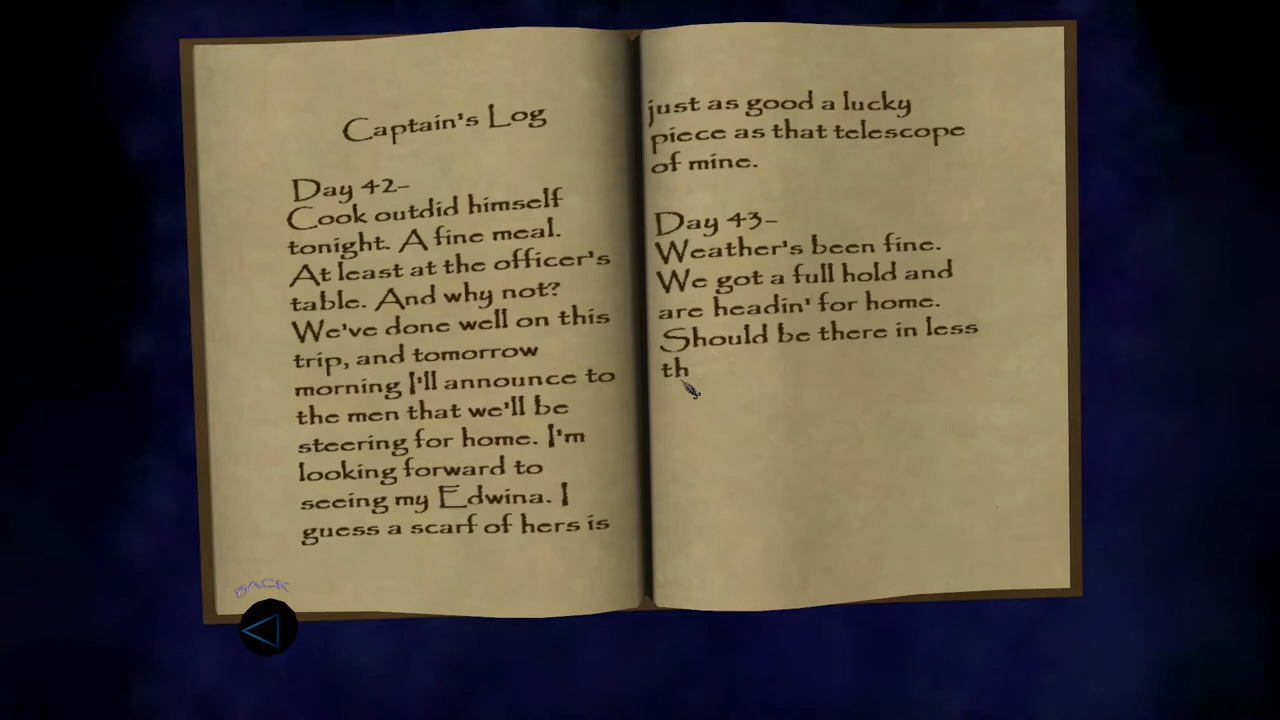 Captain's Log
Day 42-
Cook outdid himself
tonight. A fine meal.
At least at the officer's
table. And why not?
We've done well on this
trip, and tomorrow
morning I'll announce to
the men that we'll be
steering for home. I'm
looking forward to
seeing my Edwina. I
guess a scarf of hers is
just as good a lucky
piece as that telescope
of mine.
Day 43-
Weather's been fine.
We got a full hold and
are headin' for home.
Should be there in less
th
BACK